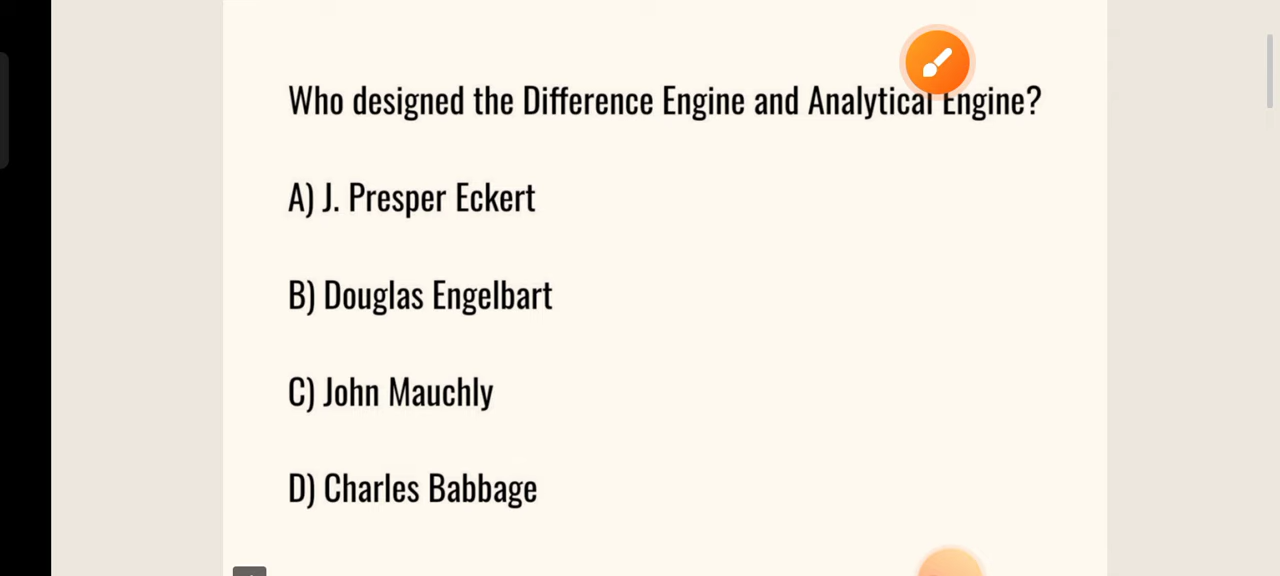 Who designed the Difference Engine and Analytical Engine?
A) J. Presper Eckert
B) Douglas Engelbart
C) John Mauchly
D) Charles Babbage